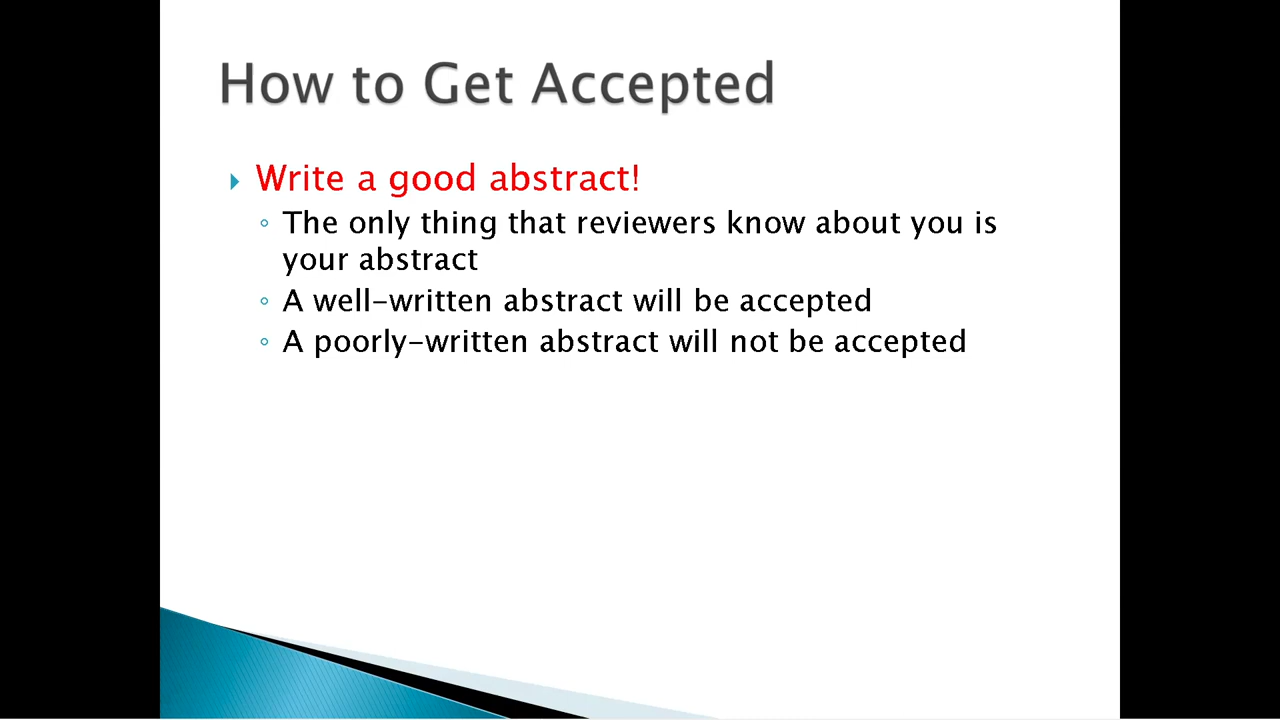 How to Get Accepted
Write a good abstract!
The only thing that reviewers know about you is
your abstract
A well-written abstract will be accepted
A poorly-written abstract will not be accepted